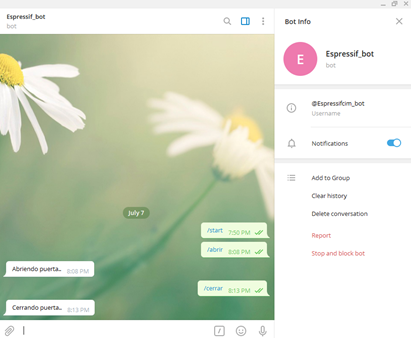 Espressif_bot
bot
Bot Info
E
Espressif_bot
bot
@Espressifcim_bot
Username
Notifications
Add to Group
Clear history
Delete conversation
Report
Stop and block bot
July 7
/start 7:50 PM
/abrir 8:08 PM
Abriendo puerta.. 8:08 PM
/cerrar 8:13 PM
Cerrando puerta.. 8:13 PM